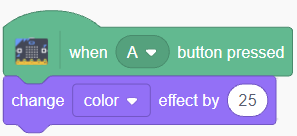 when A button pressed
change color effect by 25